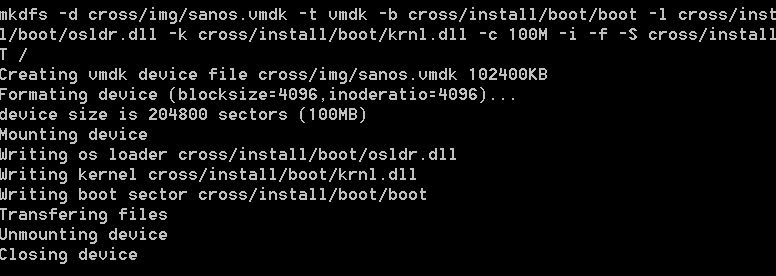 mkdfs -d cross/img/sanos.vmdk -t vmdk -b cross/install/boot/boot -l cross/inst
l/boot/osldr.dll -k cross/install/boot/krnl.dll -c 100M -i -f -S cross/install
T /
Creating vmdk device file cross/img/sanos.vmdk 102400KB
Formating device (blocksize=4096,inoderatio=4096)...
device size is 204800 sectors (100MB)
Mounting device
Writing os loader cross/install/boot/osldr.dll
Writing kernel cross/install/boot/krnl.dll
Writing boot sector cross/install/boot/boot
Transfering files
Unmounting device
Closing device